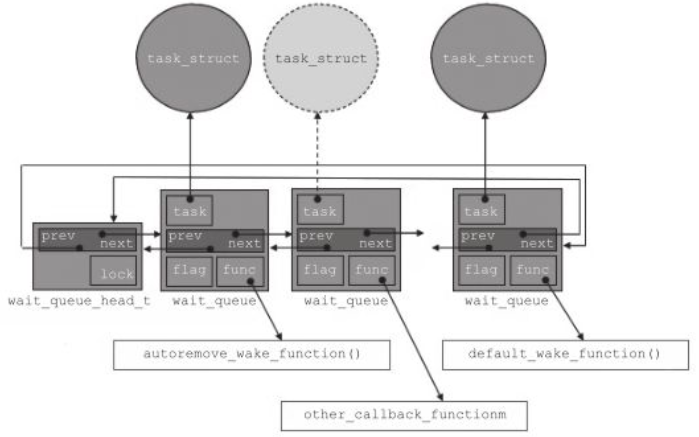 task_struct
task_struct
task_struct
task
task
task
prev
next
prev
next
prev
next
prev
next
lock
flag
func
flag
func
flag
func
wait_queue_head_t
wait_queue
wait_queue
wait_queue
autoremove_wake_function()
default_wake_function()
other_callback_functionm